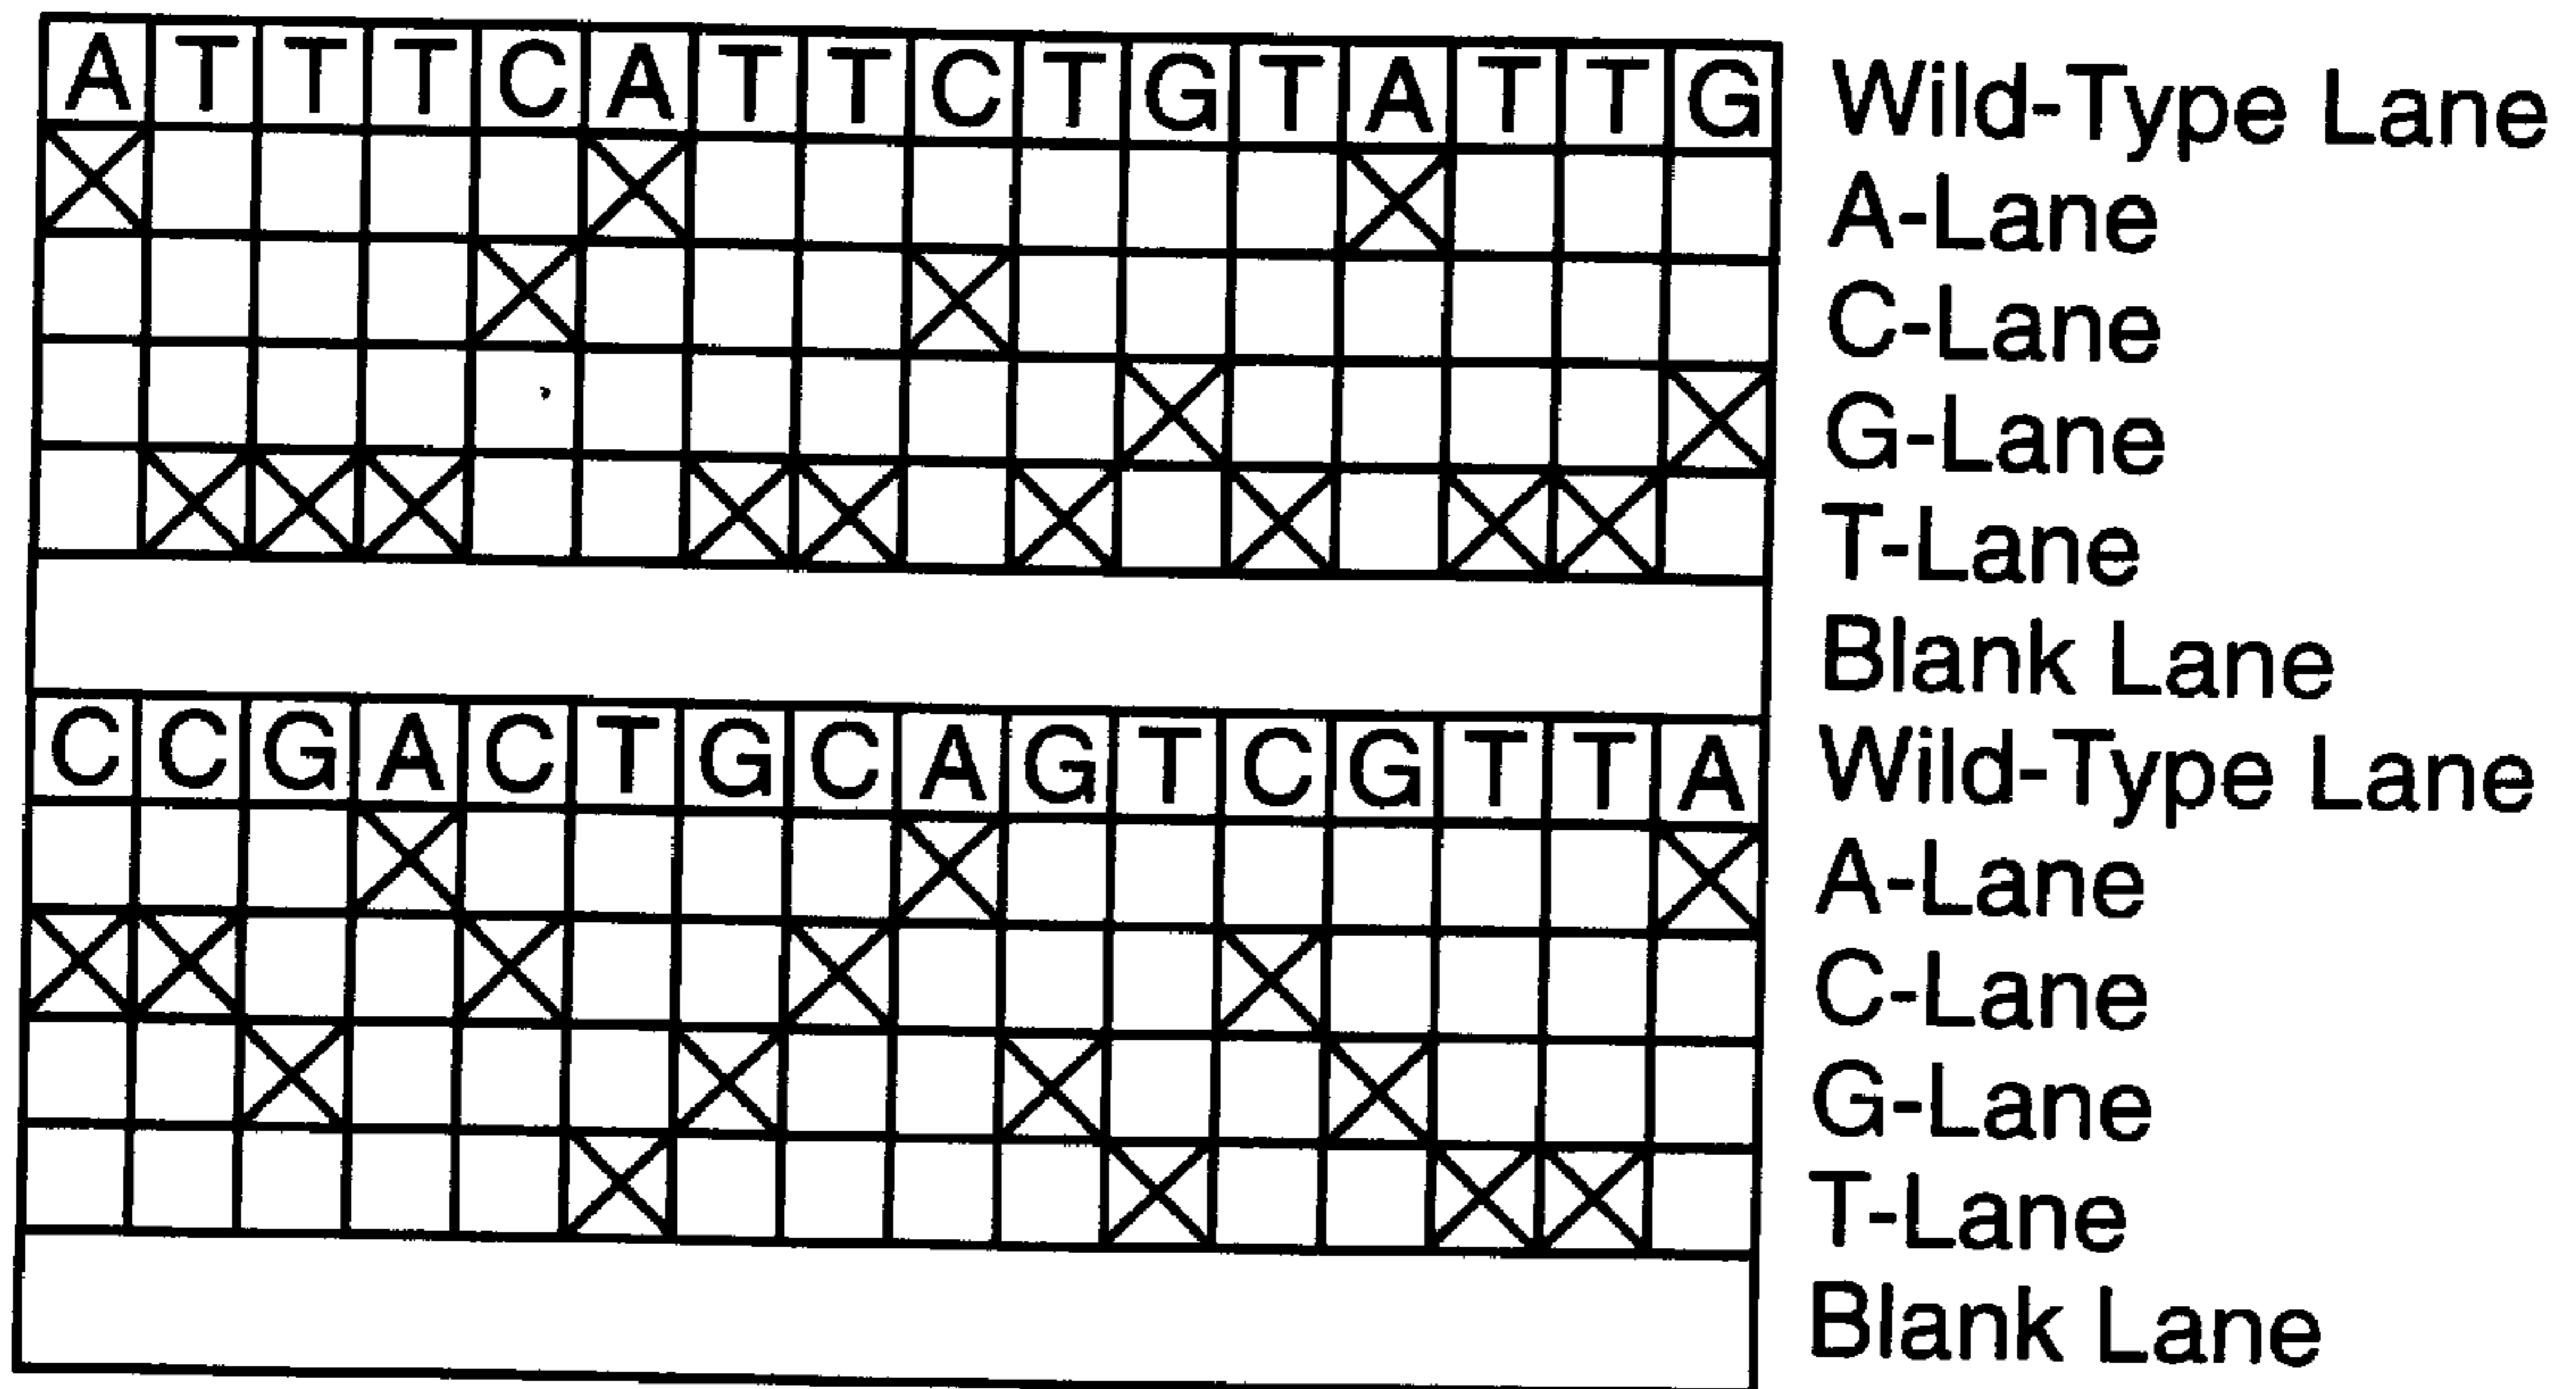 A T T T C A T T C T G T A T T G Wild-Type Lane
A-Lane
C-Lane
G-Lane
T-Lane
Blank Lane
C C G A C T G C A G T C G T T A Wild-Type Lane
A-Lane
C-Lane
G-Lane
T-Lane
Blank Lane